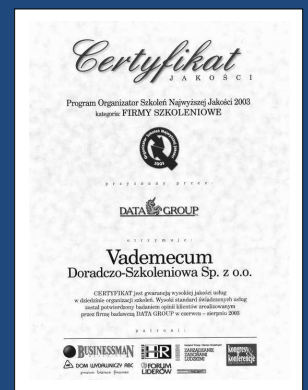 Certyfikat
JAKOŚCI
Program Organizator Szkoleń Najwyższej Jakości 2003
kategoria: FIRMY SZKOLENIOWE
2003
przyznany przez:
DATA GROUP
otrzymuje:
Vademecum
Doradczo-Szkoleniowa Sp. z o.o.
CERTYFIKAT jest gwarancją wysokiej jakości usług
w dziedzinie organizacji szkoleń. Wysoki standard świadczonych usług
został potwierdzony badaniem opinii klientów zrealizowanym
przez firmę badawczą DATA GROUP w czerwcu - sierpniu 2003
patroni:
BUSINESSMAN
HR
ZARZĄDZANIE
ZASOBAMI
LUDZKIMI
kongresy
konferencje
DOM WYDAWNICZY ABC
FORUM
LIDERÓW